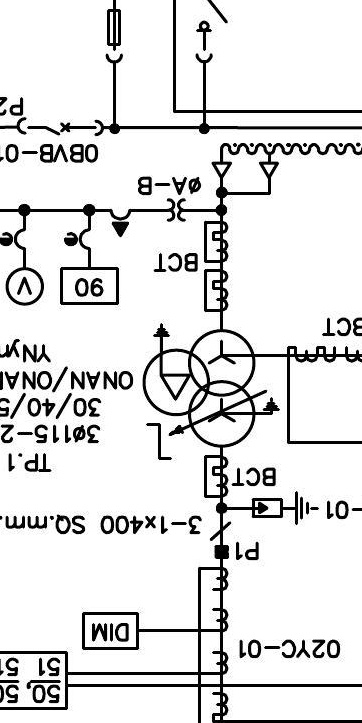 50,50
51 51
02YC-01
DIM
P1
-01
3-1x400 SQ.mm.
BCT
TP.1
3ø115-2
30/40/5
ONAN/ONAN
YNyn
BCT
90
V
BCT
øA-B
0BVB-01
P2